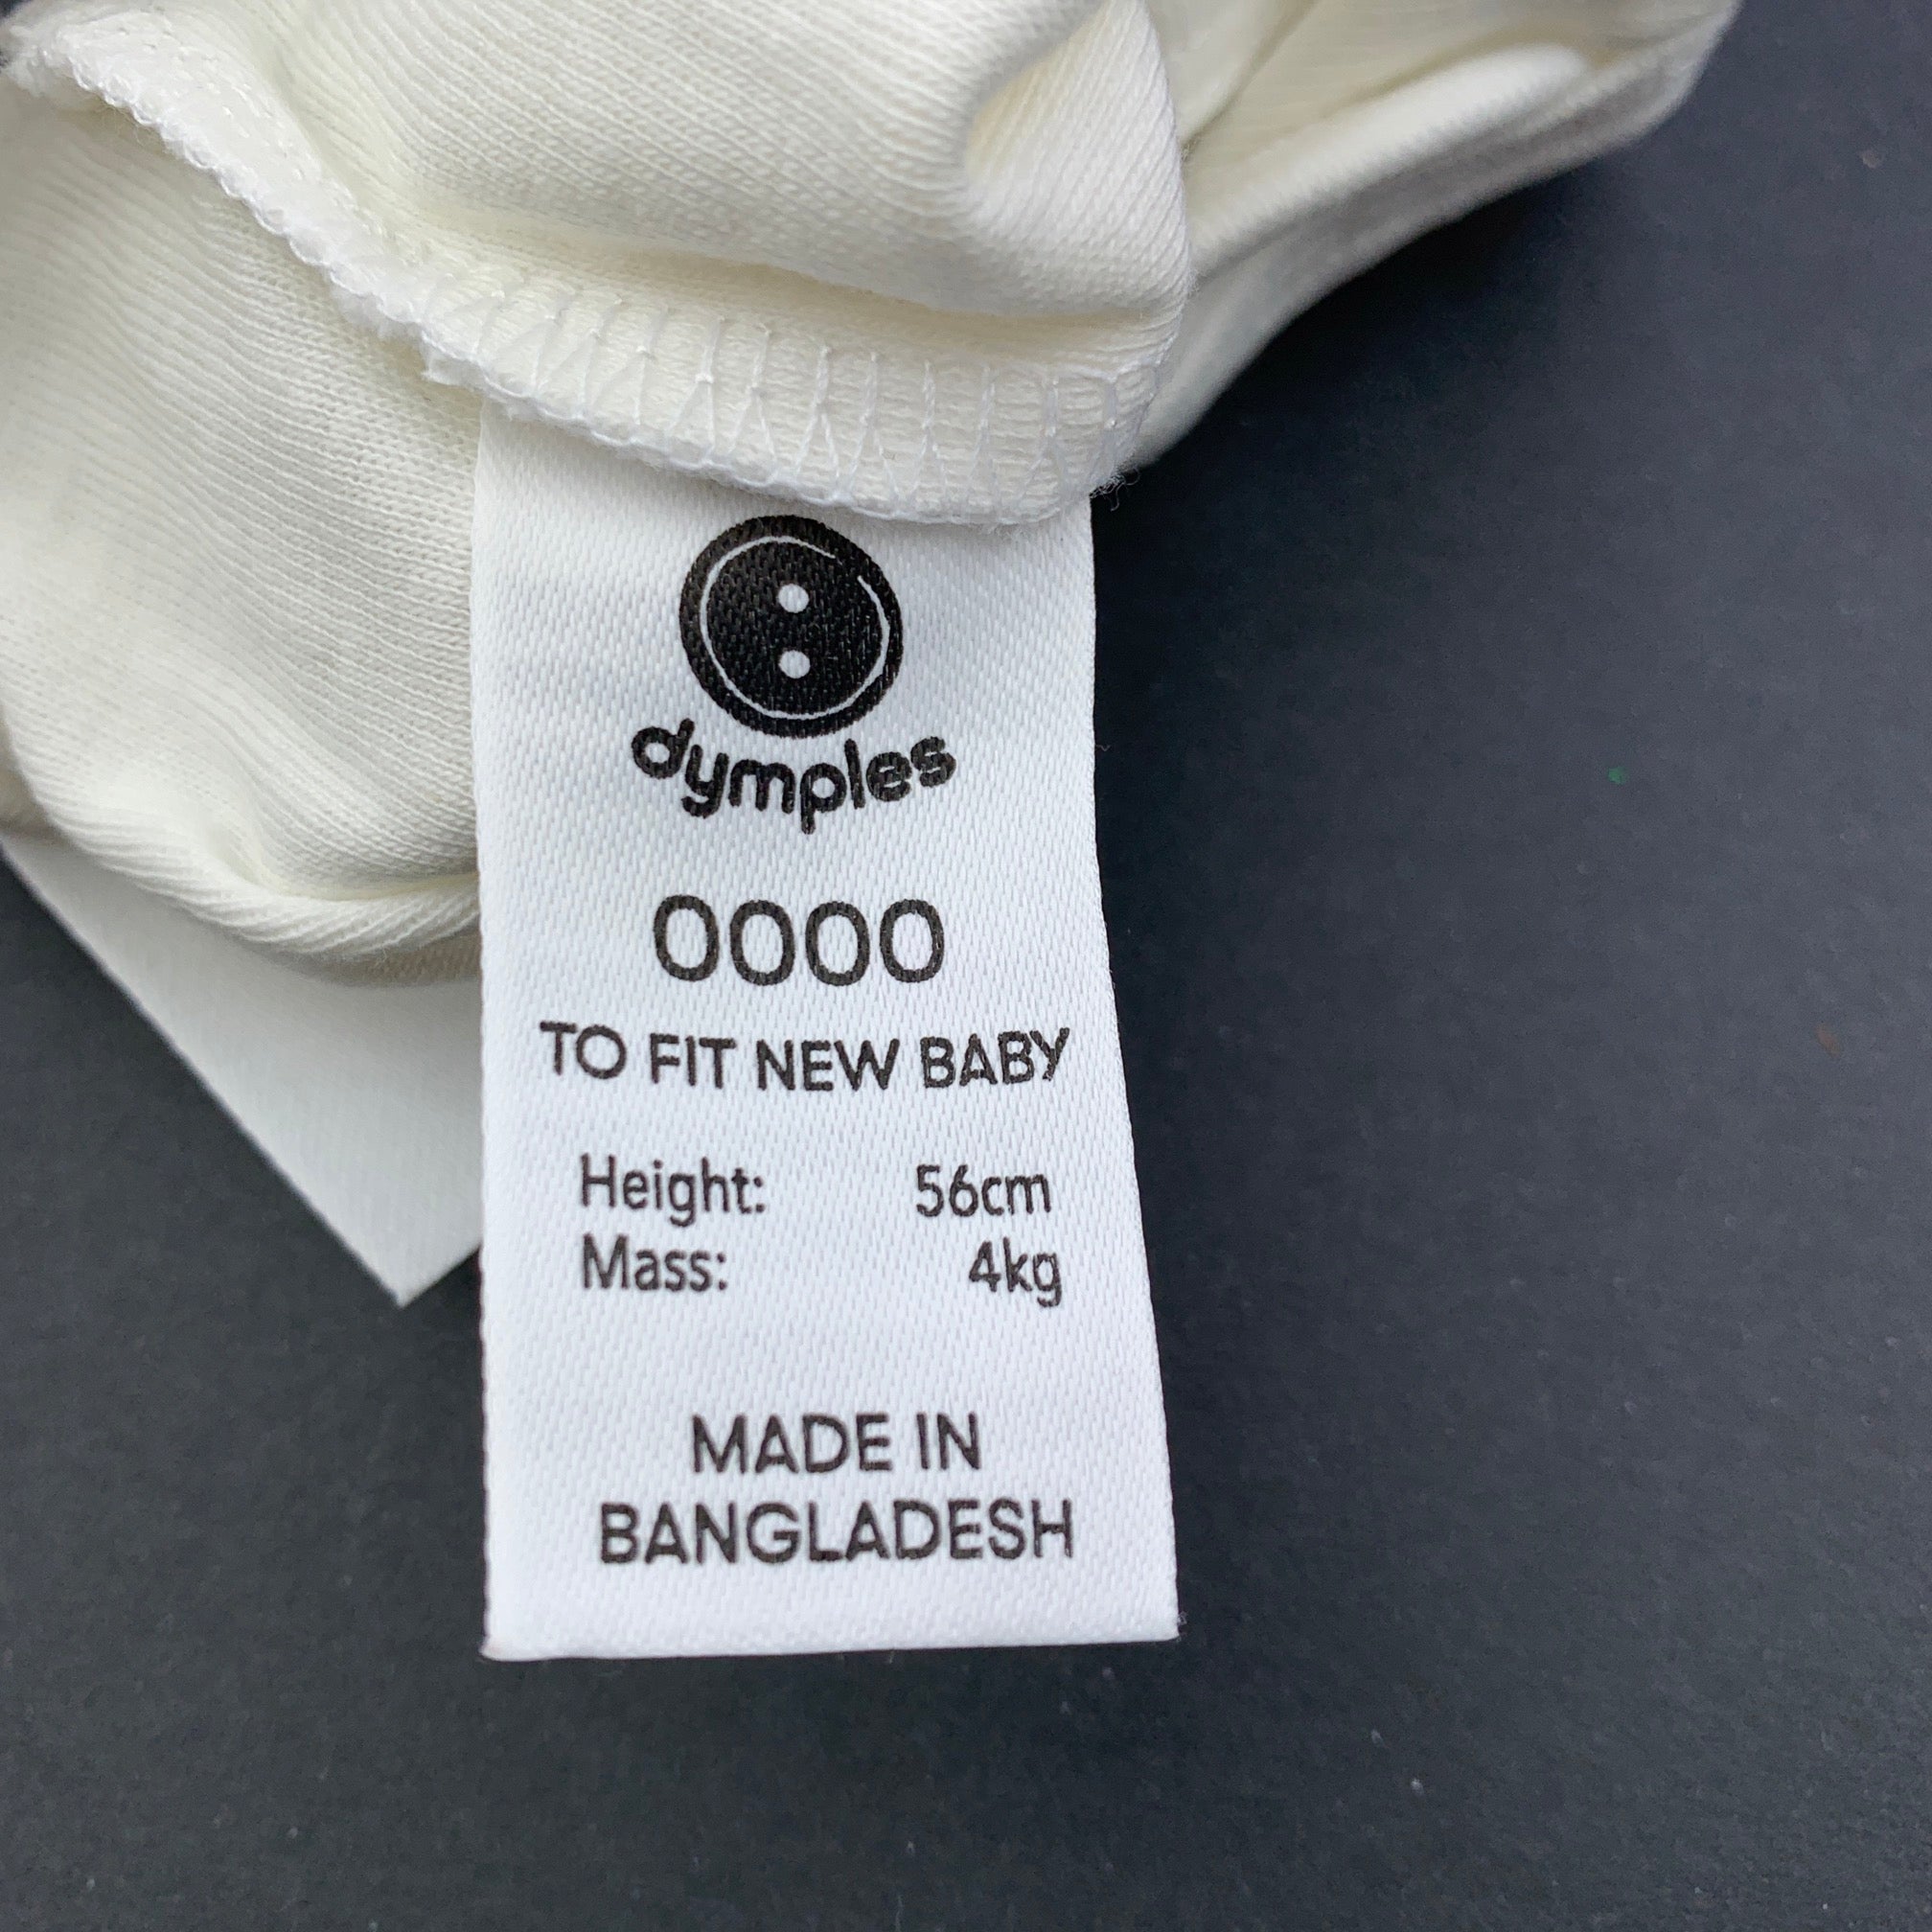 dymples
0000
TO FIT NEW BABY
Height: 56cm
Mass: 4kg
MADE IN
BANGLADESH